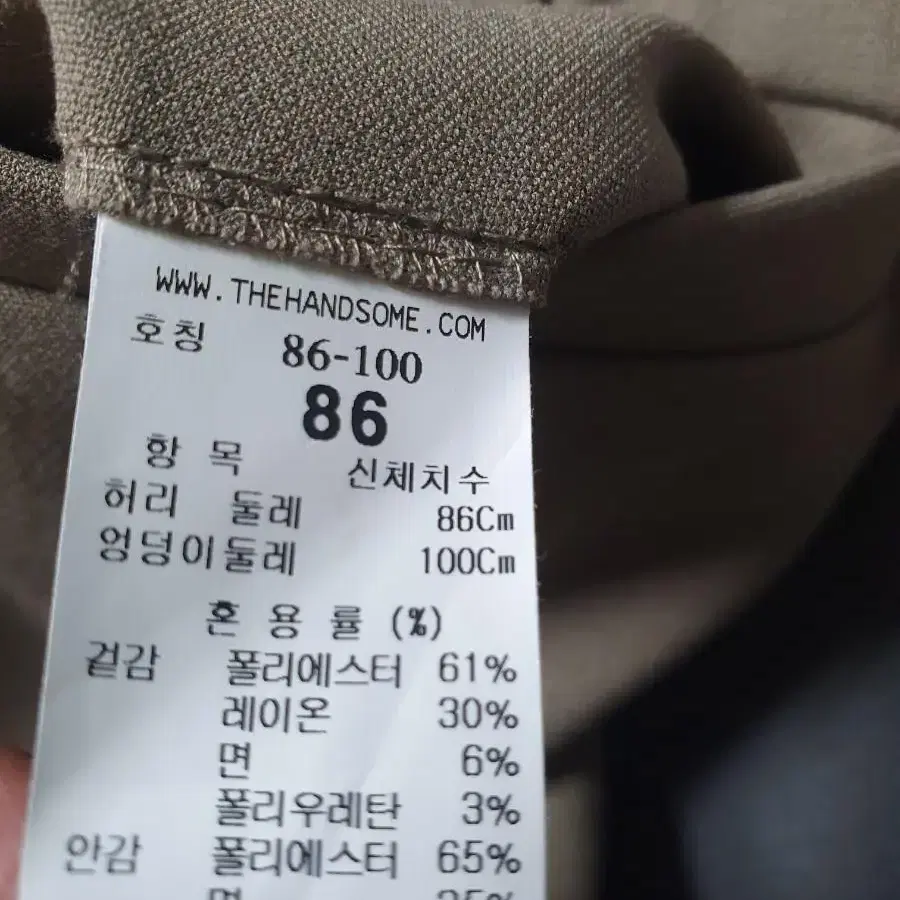 WWW.THEHANDSOME.COM
호칭 86-100
86
항 목 신체치수
허리 둘레 86Cm
엉덩이둘레 100Cm
혼 용 률 (%)
겉감 폴리에스터 61%
레이온 30%
면 6%
폴리우레탄 3%
안감 폴리에스터 65%